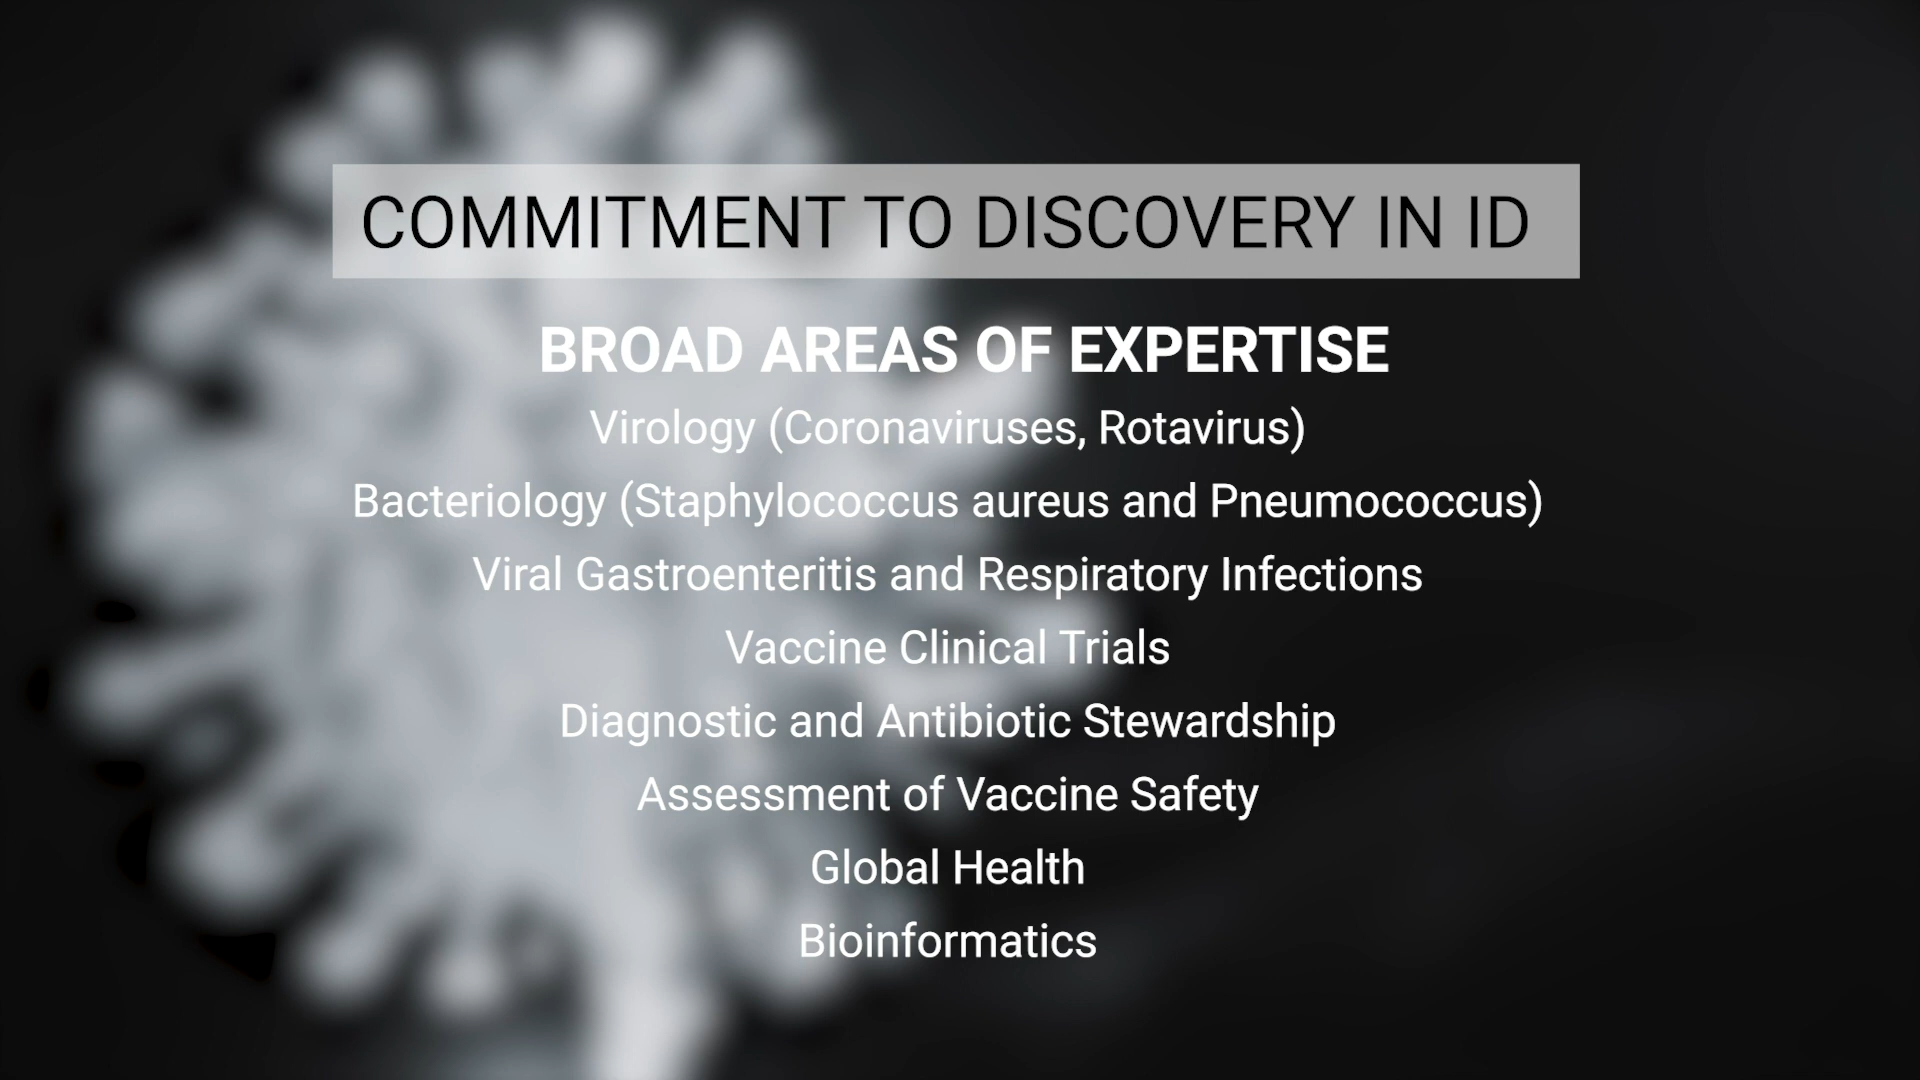 COMMITMENT TO DISCOVERY IN ID
BROAD AREAS OF EXPERTISE
Virology (Coronaviruses, Rotavirus)
Bacteriology (Staphylococcus aureus and Pneumococcus)
Viral Gastroenteritis and Respiratory Infections
Vaccine Clinical Trials
Diagnostic and Antibiotic Stewardship
Assessment of Vaccine Safety
Global Health
Bioinformatics